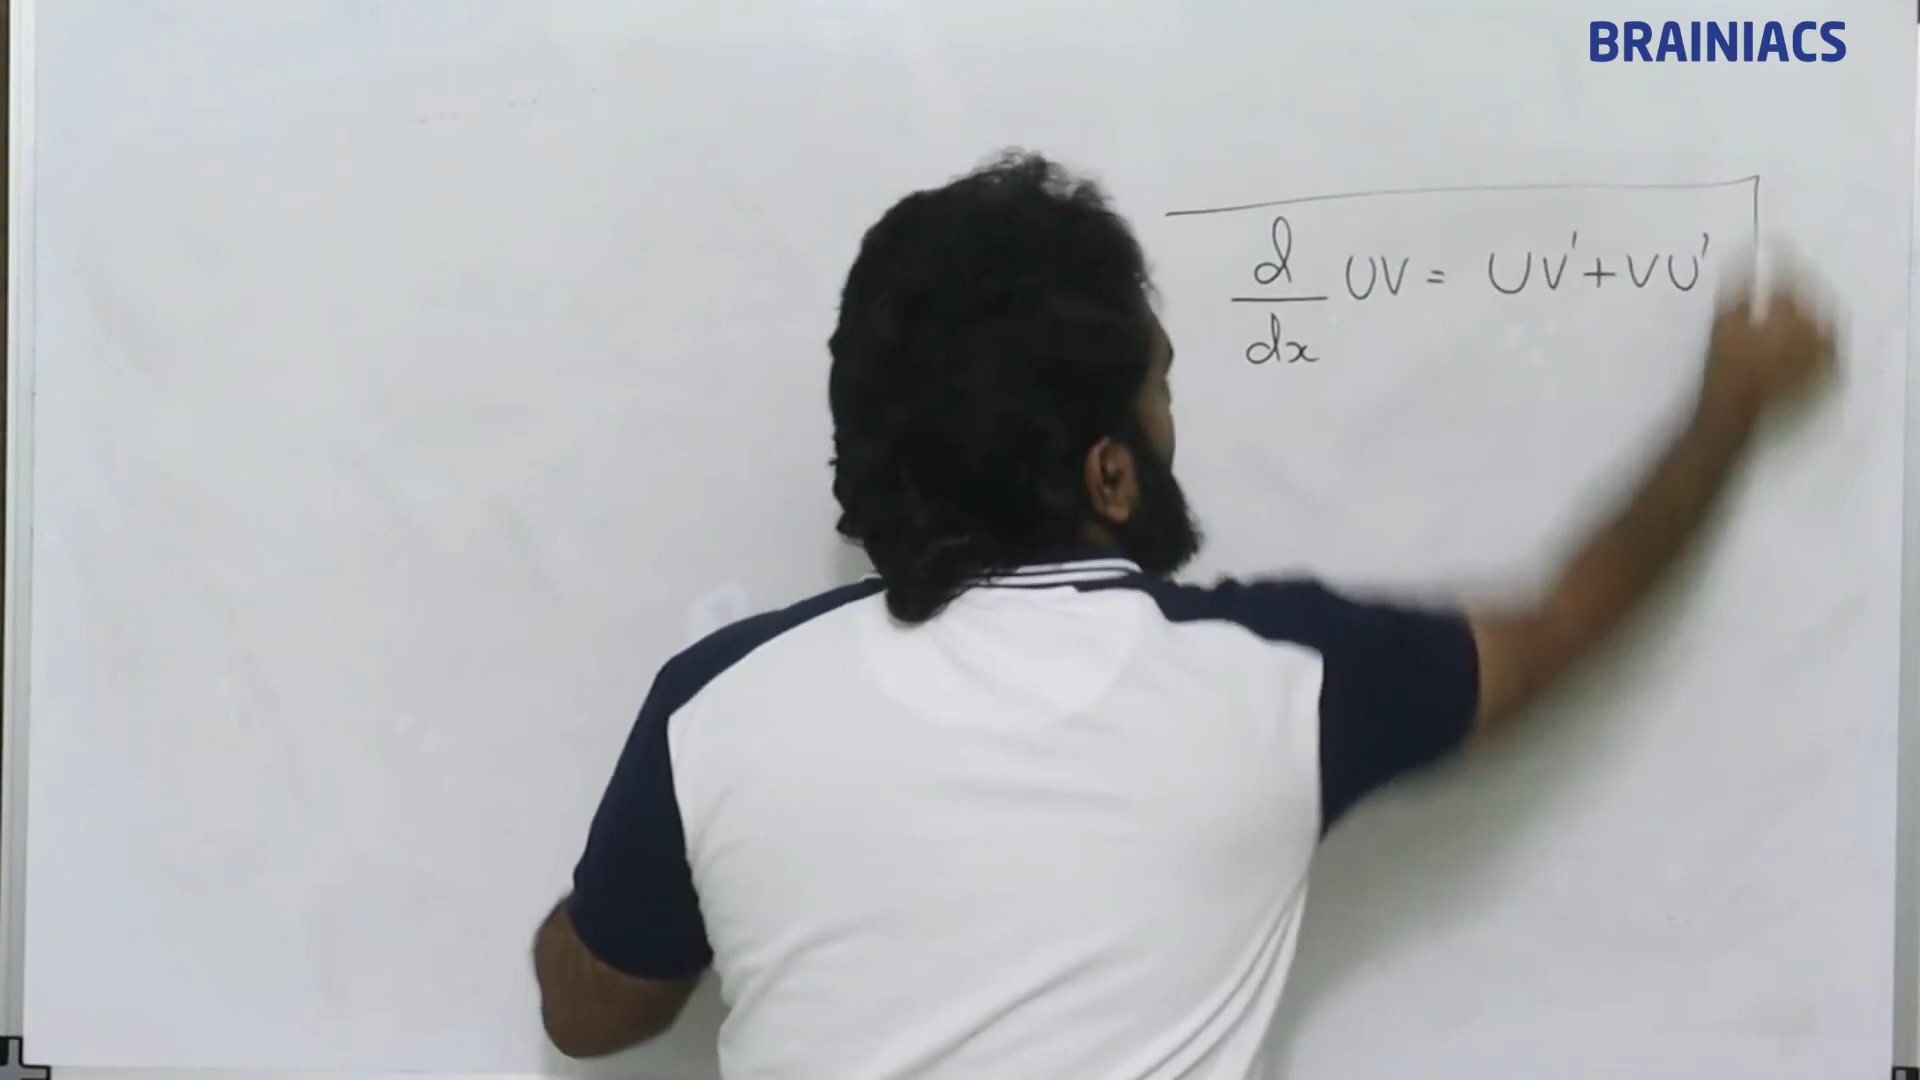 BRAINIACS
d/dx UV = UV' + VU'